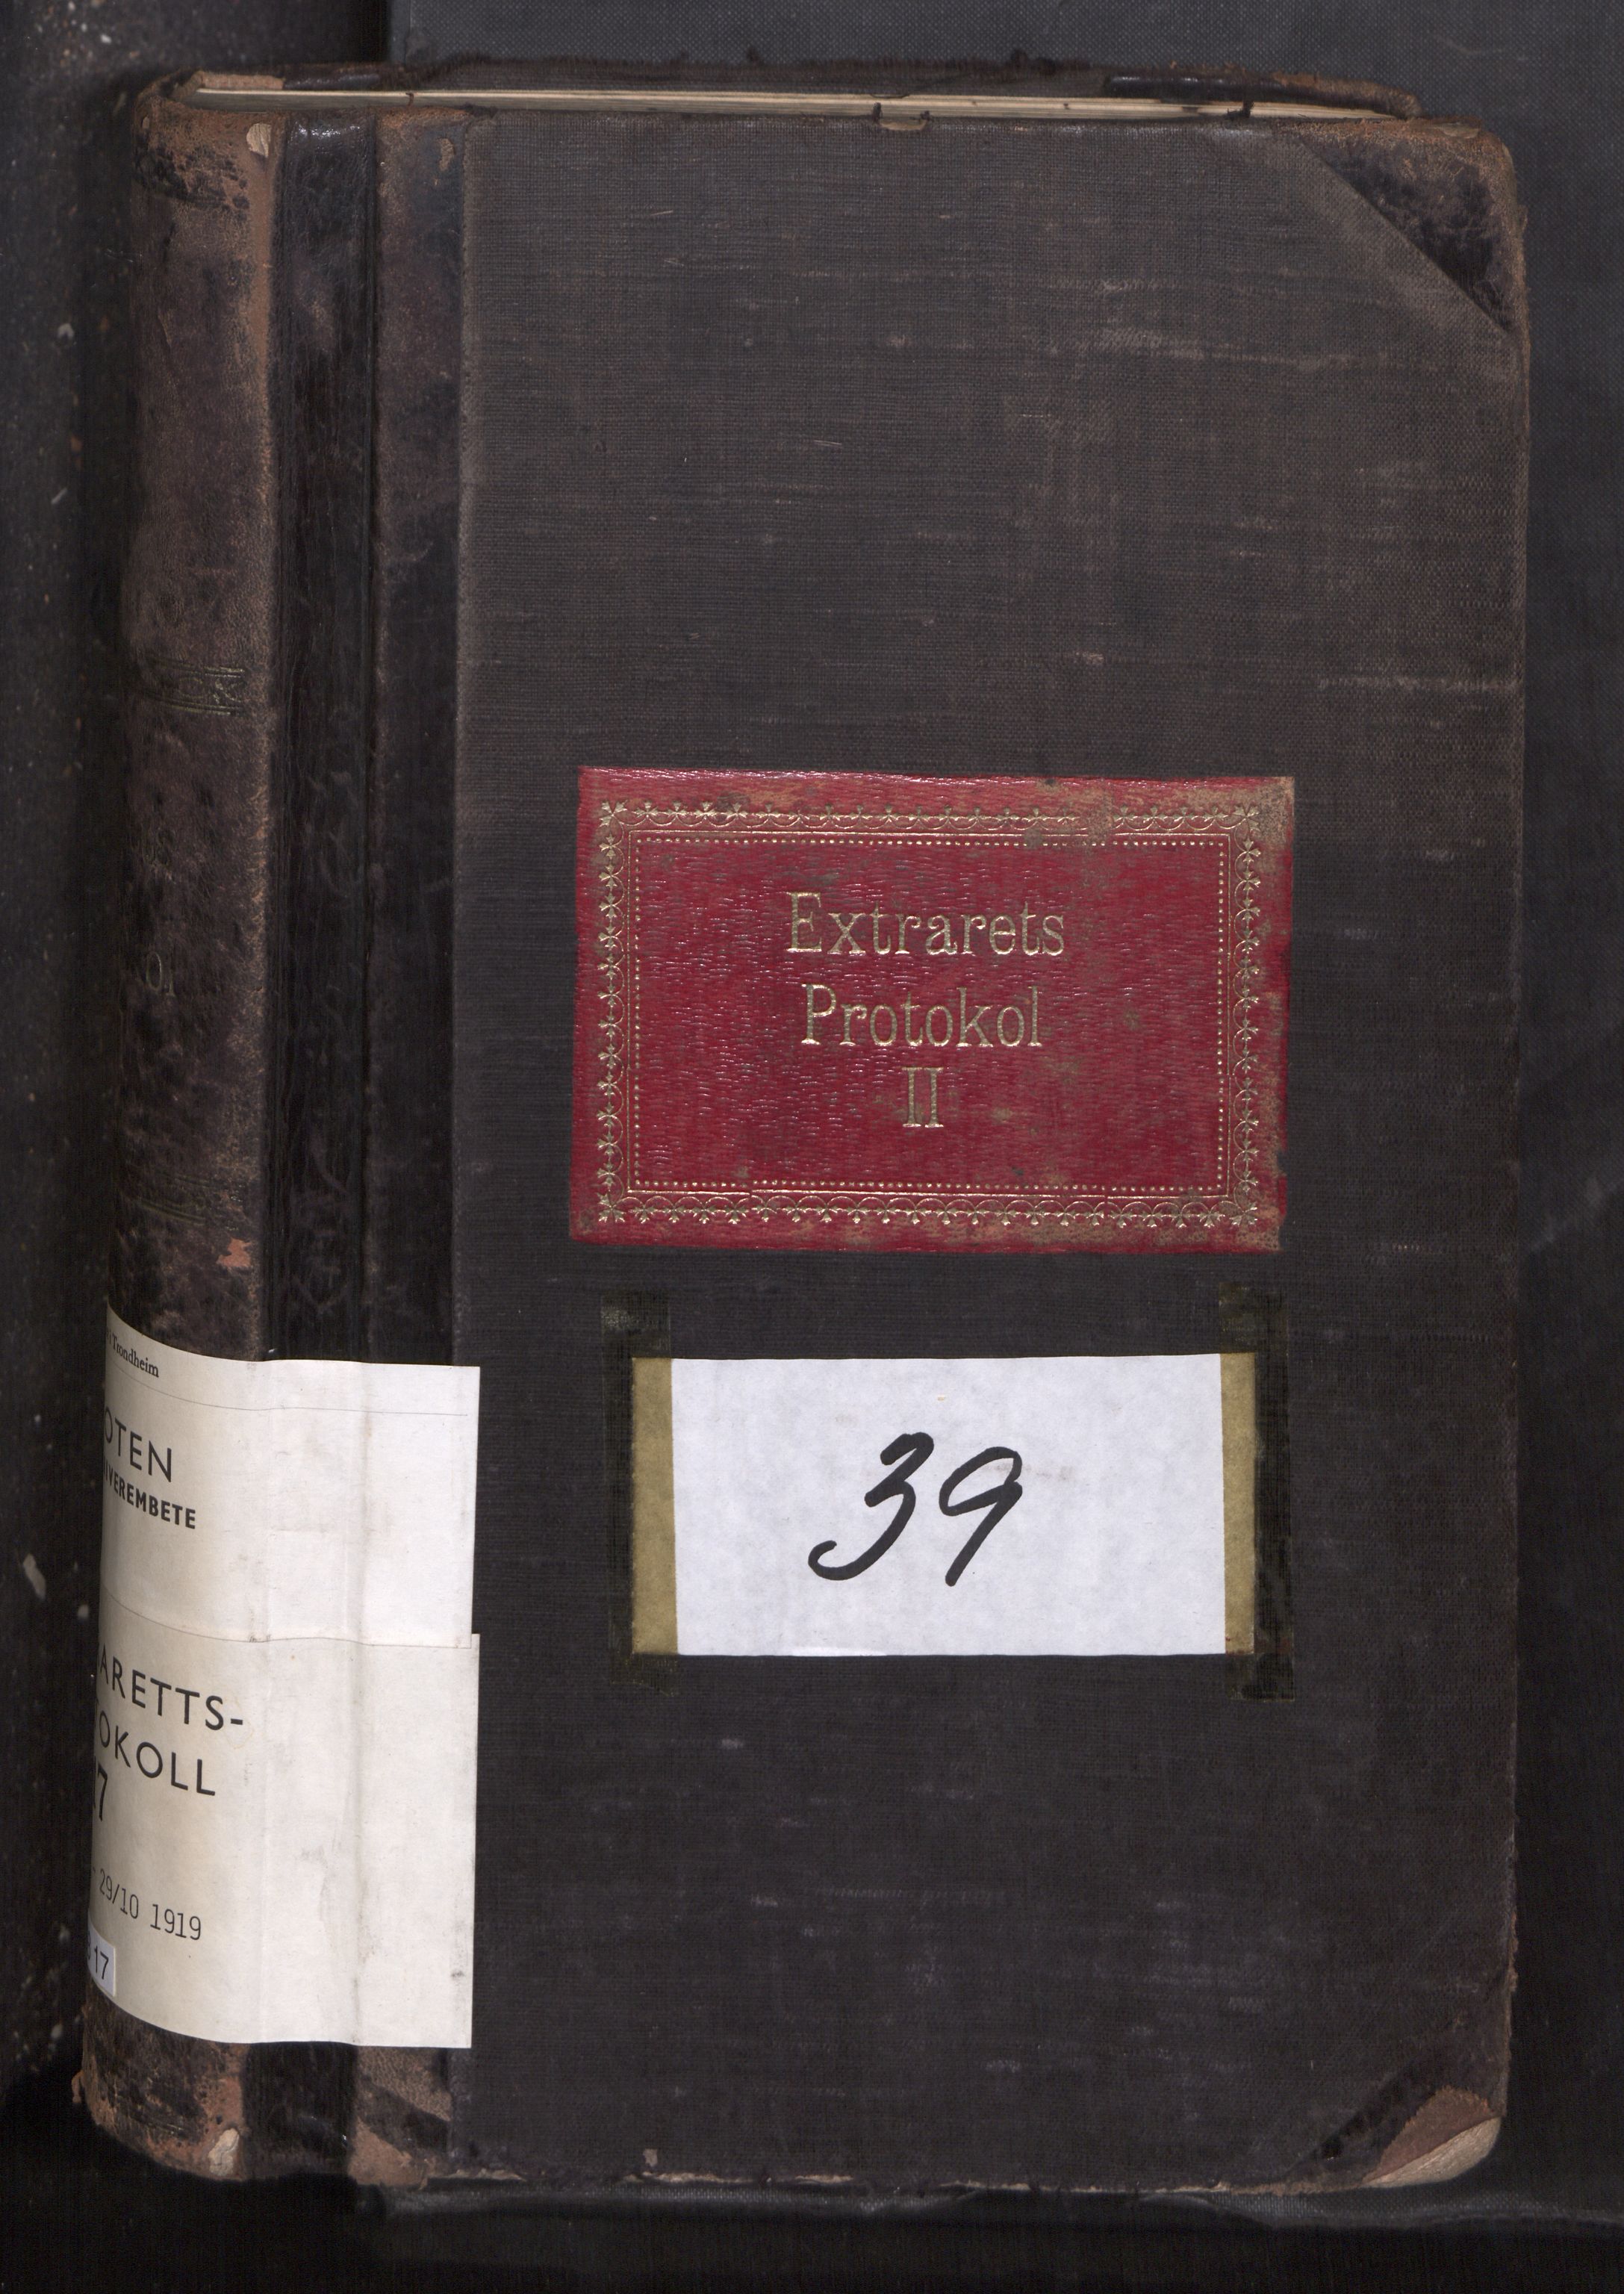 Extrarets
Protokol
II
39
Trondheim
OTEN
VEREMBETE
ARETTS-
OKOLL
7
- 29/10 1919
17